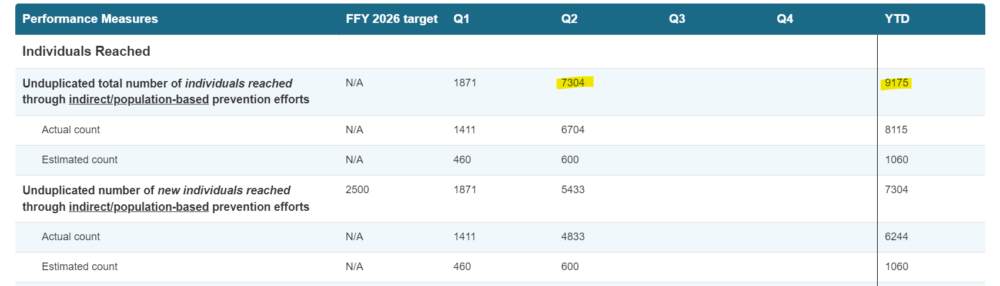 Performance Measures FFY 2026 target Q1 Q2 Q3 Q4 YTD
Individuals Reached
Unduplicated total number of individuals reached N/A 1871 7304 9175
through indirect/population-based prevention efforts
Actual count N/A 1411 6704 8115
Estimated count N/A 460 600 1060
Unduplicated number of new individuals reached 2500 1871 5433 7304
through indirect/population-based prevention efforts
Actual count N/A 1411 4833 6244
Estimated count N/A 460 600 1060